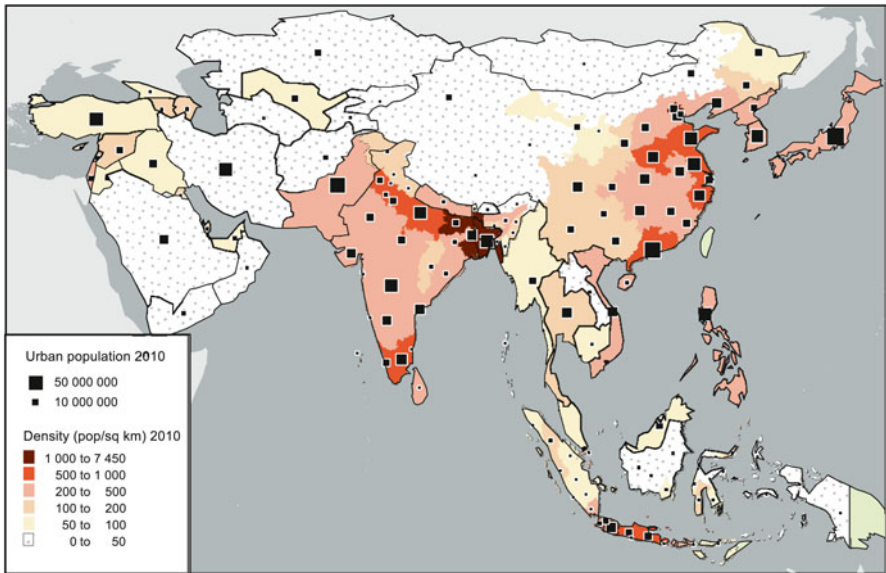 Urban population 2010
50 000 000
10 000 000
Density (pop/sq km) 2010
1 000 to 7 450
500 to 1 000
200 to 500
100 to 200
50 to 100
0 to 50